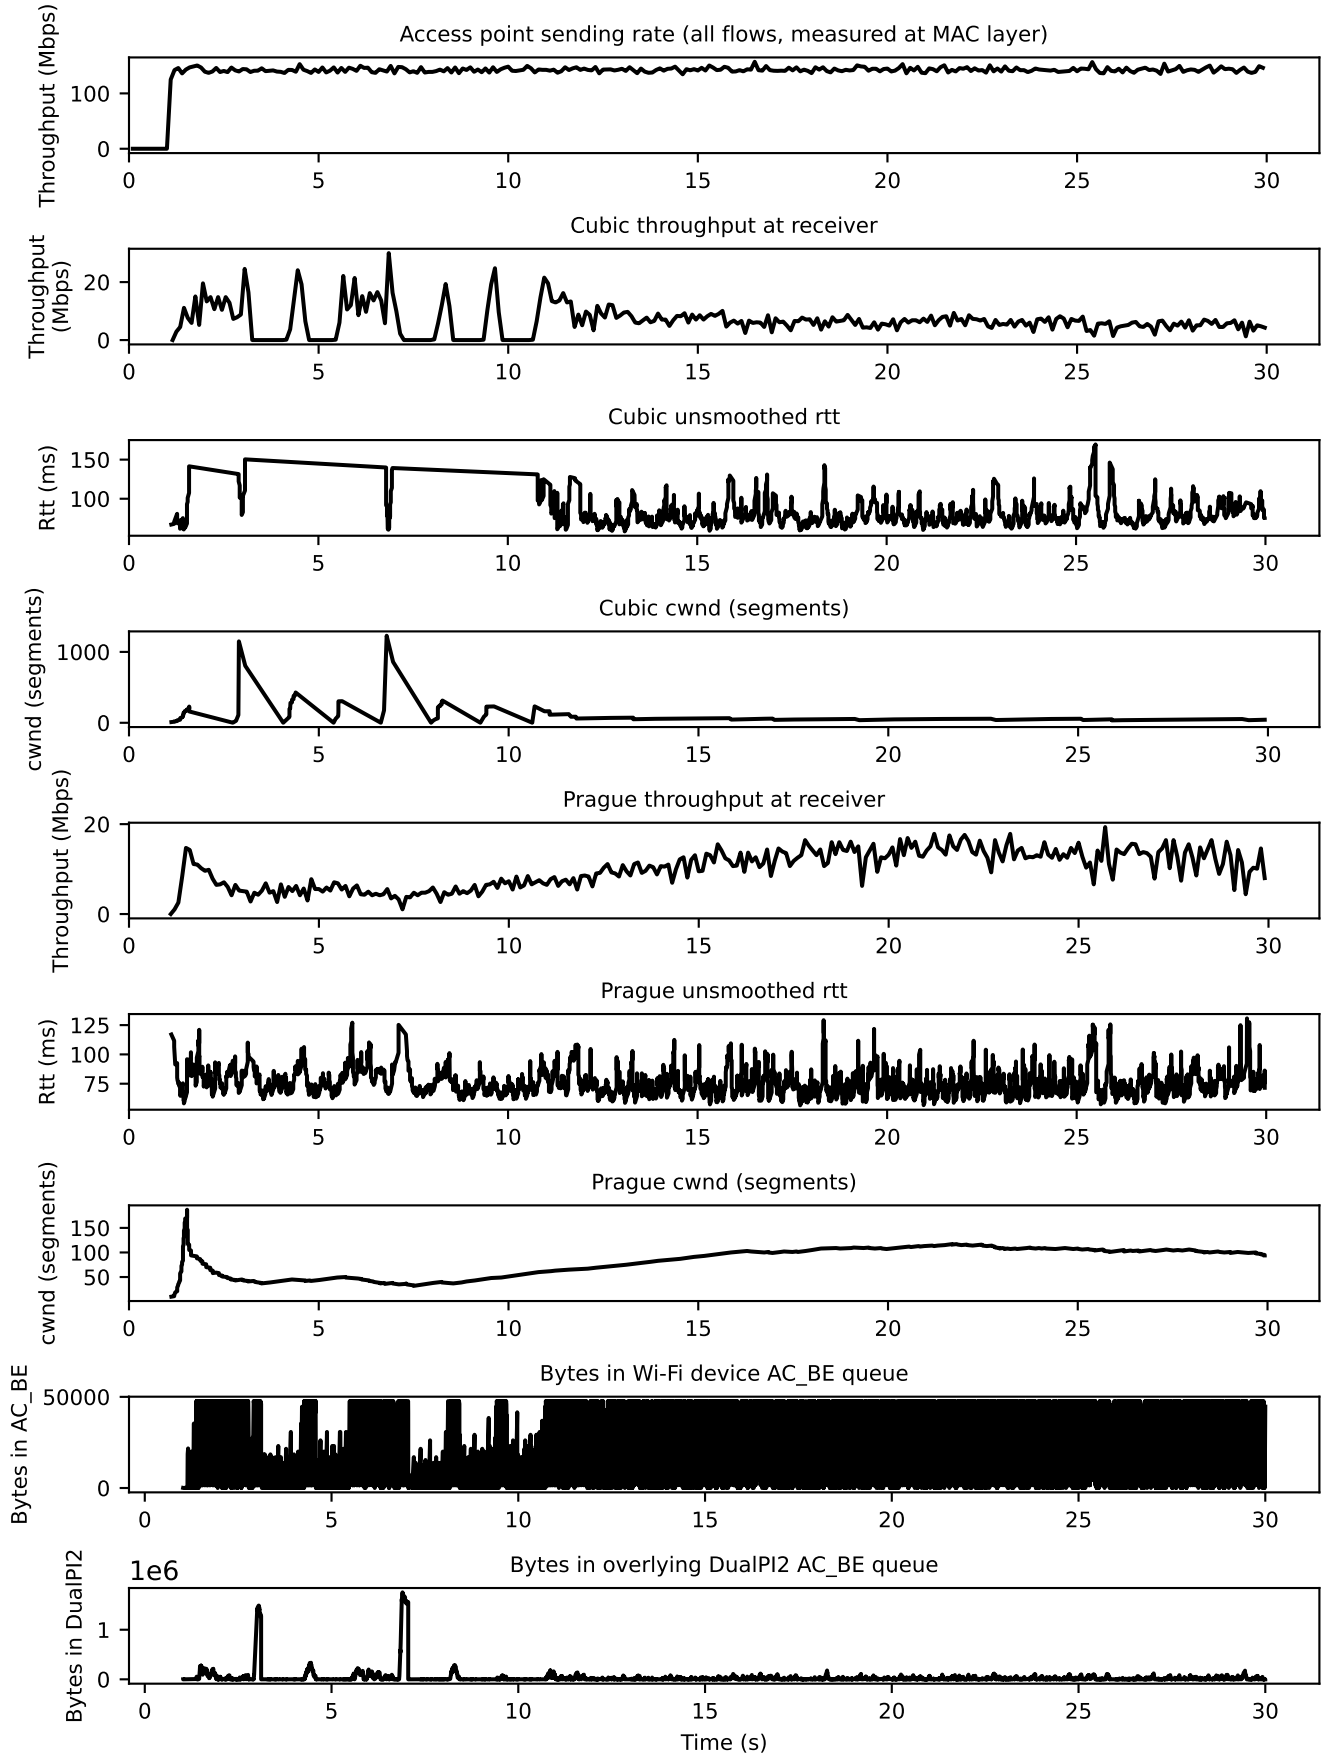 Access point sending rate (all flows, measured at MAC layer)
Throughput (Mbps)
100
0
0 5 10 15 20 25 30
Cubic throughput at receiver
Throughput
(Mbps)
20
0
0 5 10 15 20 25 30
Cubic unsmoothed rtt
Rtt (ms)
150
100
0 5 10 15 20 25 30
Cubic cwnd (segments)
cwnd (segments)
1000
0
0 5 10 15 20 25 30
Prague throughput at receiver
Throughput (Mbps)
20
10
0
0 5 10 15 20 25 30
Prague unsmoothed rtt
Rtt (ms)
125
100
75
0 5 10 15 20 25 30
Prague cwnd (segments)
cwnd (segments)
150
100
50
0 5 10 15 20 25 30
Bytes in Wi-Fi device AC_BE queue
Bytes in AC_BE
50000
0
0 5 10 15 20 25 30
Bytes in overlying DualPI2 AC_BE queue
1e6
Bytes in DualPI2
1
0
0 5 10 15 20 25 30
Time (s)